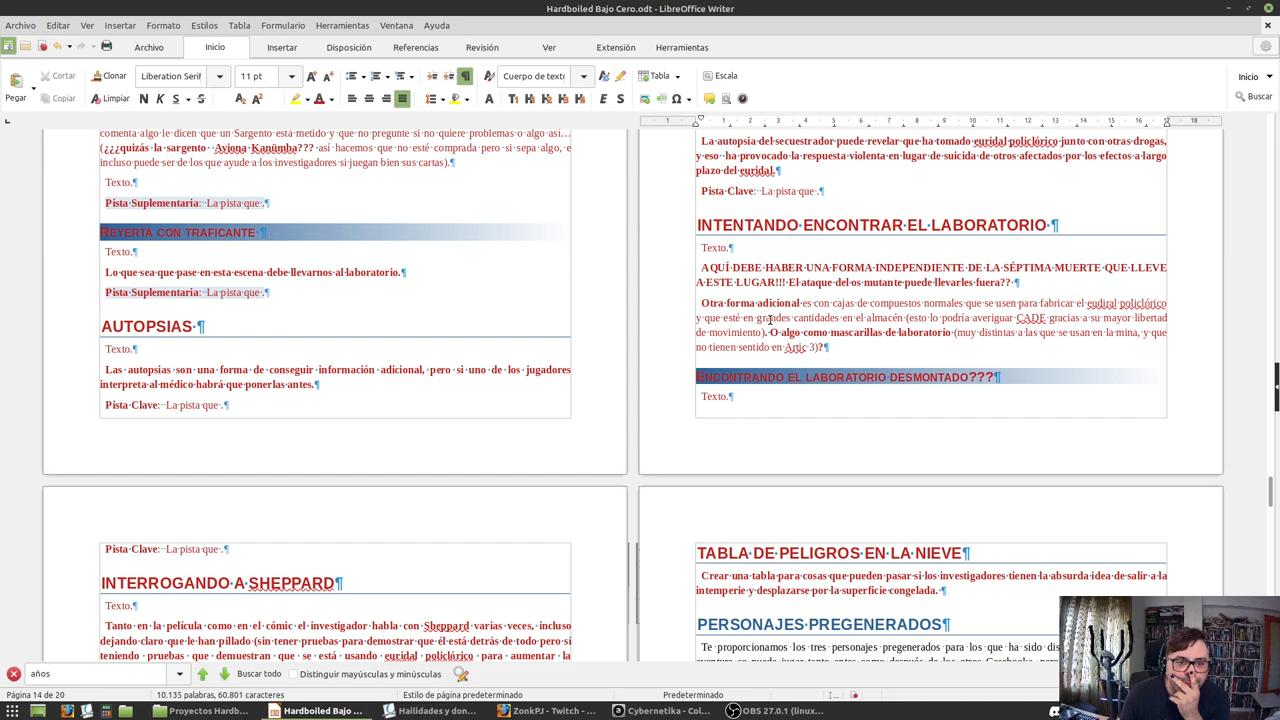 Hardboiled Bajo Cero.odt - LibreOffice Writer
Archivo Editar Ver Insertar Formato Estilos Tabla Formulario Herramientas Ventana Ayuda
Archivo Inicio Insertar Disposición Referencias Revisión Ver Extensión Herramientas
Pegar Cortar Clonar Liberation Serif 11 pt Cuerpo de texto Tabla Escala Inicio
Copiar Limpiar Buscar
comenta algo le dicen que un Sargento está metido y que no pregunte si no quiere problemas o algo así…
(¿¿¿quizás la sargento Aviona Kanümba??? así hacemos que no esté comprada pero si sepa algo, e
incluso puede ser de los que ayude a los investigadores si juegan bien sus cartas).¶
Texto.¶
Pista Suplementaria: La pista que .¶
REYERTA CON TRAFICANTE ¶
Texto.¶
Lo que sea que pase en esta escena debe llevarnos al laboratorio.¶
Pista Suplementaria: La pista que .¶
AUTOPSIAS ¶
Texto.¶
Las autopsias son una forma de conseguir información adicional, pero si uno de los jugadores
interpreta al médico habrá que ponerlas antes.¶
Pista Clave: La pista que .¶
La autopsia del secuestrador puede revelar que ha tomado euridal policlórico junto con otras drogas,
y eso ha provocado la respuesta violenta en lugar de suicida de otros afectados por los efectos a largo
plazo del euridal.¶
Pista Clave: La pista que .¶
INTENTANDO ENCONTRAR EL LABORATORIO ¶
Texto.¶
AQUÍ DEBE HABER UNA FORMA INDEPENDIENTE DE LA SÉPTIMA MUERTE QUE LLEVE
A ESTE LUGAR!!! El ataque del os mutante puede llevarles fuera?? ¶
Otra forma adicional es con cajas de compuestos normales que se usen para fabricar el eudiral policlórico
y que esté en grandes cantidades en el almacén (esto lo podría averiguar CADE gracias a su mayor libertad
de movimiento). O algo como mascarillas de laboratorio (muy distintas a las que se usan en la mina, y que
no tienen sentido en Artic 3)?¶
ENCONTRANDO EL LABORATORIO DESMONTADO???¶
Texto.¶
Pista Clave: La pista que .¶
INTERROGANDO A SHEPPARD¶
Texto.¶
Tanto en la película como en el cómic el investigador habla con Sheppard varias veces, incluso
dejando claro que le han pillado (sin tener pruebas para demostrar que él está detrás de todo pero sí
teniendo pruebas que demuestran que se está usando euridal policlórico para aumentar la
TABLA DE PELIGROS EN LA NIEVE¶
Crear una tabla para cosas que pueden pasar si los investigadores tienen la absurda idea de salir a la
intemperie y desplazarse por la superficie congelada. ¶
PERSONAJES PREGENERADOS¶
Te proporcionamos los tres personajes pregenerados para los que ha sido
años Buscar todo Distinguir mayúsculas y minúsculas
Página 14 de 20 10.135 palabras, 60.801 caracteres Estilo de página predeterminado Predeterminado
Proyectos Hardb... Hardboiled Bajo ... Hailidades y don... ZonkPJ - Twitch - ... Cybernetika - Col... OBS 27.0.1 (linux...